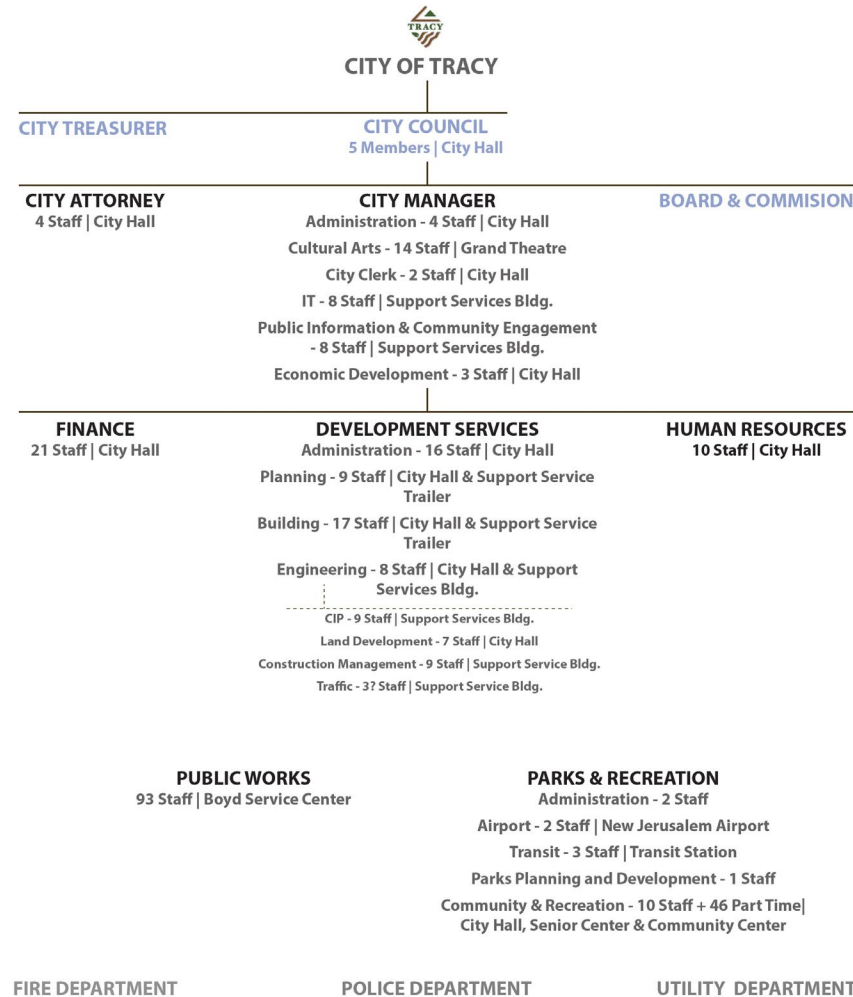 TRACY
CITY OF TRACY
CITY TREASURER
CITY COUNCIL
5 Members | City Hall
CITY ATTORNEY
4 Staff | City Hall
CITY MANAGER
Administration - 4 Staff | City Hall
Cultural Arts - 14 Staff | Grand Theatre
City Clerk - 2 Staff | City Hall
IT - 8 Staff | Support Services Bldg.
Public Information & Community Engagement
- 8 Staff | Support Services Bldg.
Economic Development - 3 Staff | City Hall
BOARD & COMMISION
FINANCE
21 Staff | City Hall
DEVELOPMENT SERVICES
Administration - 16 Staff | City Hall
Planning - 9 Staff | City Hall & Support Service
Trailer
Building - 17 Staff | City Hall & Support Service
Trailer
Engineering - 8 Staff | City Hall & Support
Services Bldg.
CIP - 9 Staff | Support Services Bldg.
Land Development - 7 Staff | City Hall
Construction Management - 9 Staff | Support Service Bldg.
Traffic - 3? Staff | Support Service Bldg.
HUMAN RESOURCES
10 Staff | City Hall
PUBLIC WORKS
93 Staff | Boyd Service Center
PARKS & RECREATION
Administration - 2 Staff
Airport - 2 Staff | New Jerusalem Airport
Transit - 3 Staff | Transit Station
Parks Planning and Development - 1 Staff
Community & Recreation - 10 Staff + 46 Part Time|
City Hall, Senior Center & Community Center
FIRE DEPARTMENT
POLICE DEPARTMENT
UTILITY DEPARTMENT